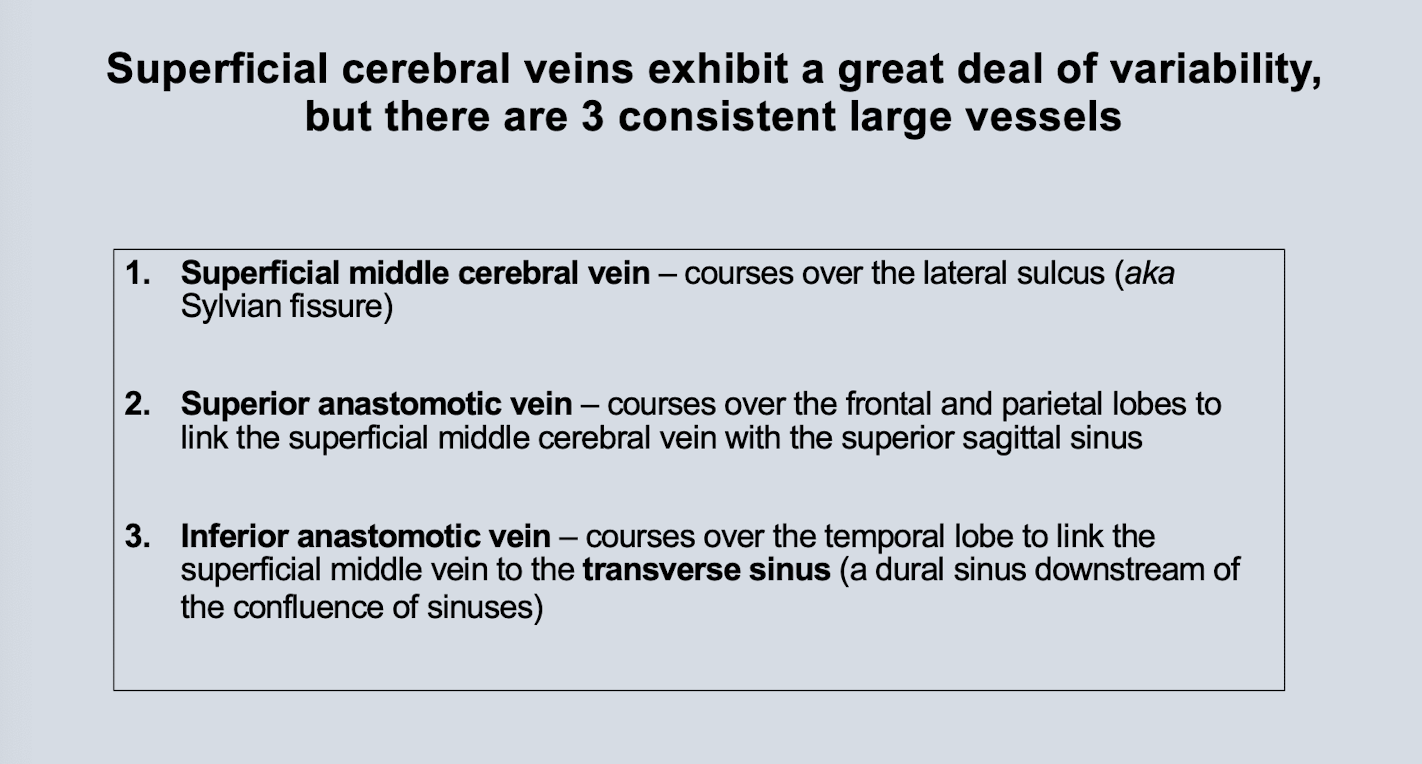 Superficial cerebral veins exhibit a great deal of variability,
but there are 3 consistent large vessels
1. Superficial middle cerebral vein – courses over the lateral sulcus (aka
Sylvian fissure)
2. Superior anastomotic vein – courses over the frontal and parietal lobes to
link the superficial middle cerebral vein with the superior sagittal sinus
3. Inferior anastomotic vein – courses over the temporal lobe to link the
superficial middle vein to the transverse sinus (a dural sinus downstream of
the confluence of sinuses)